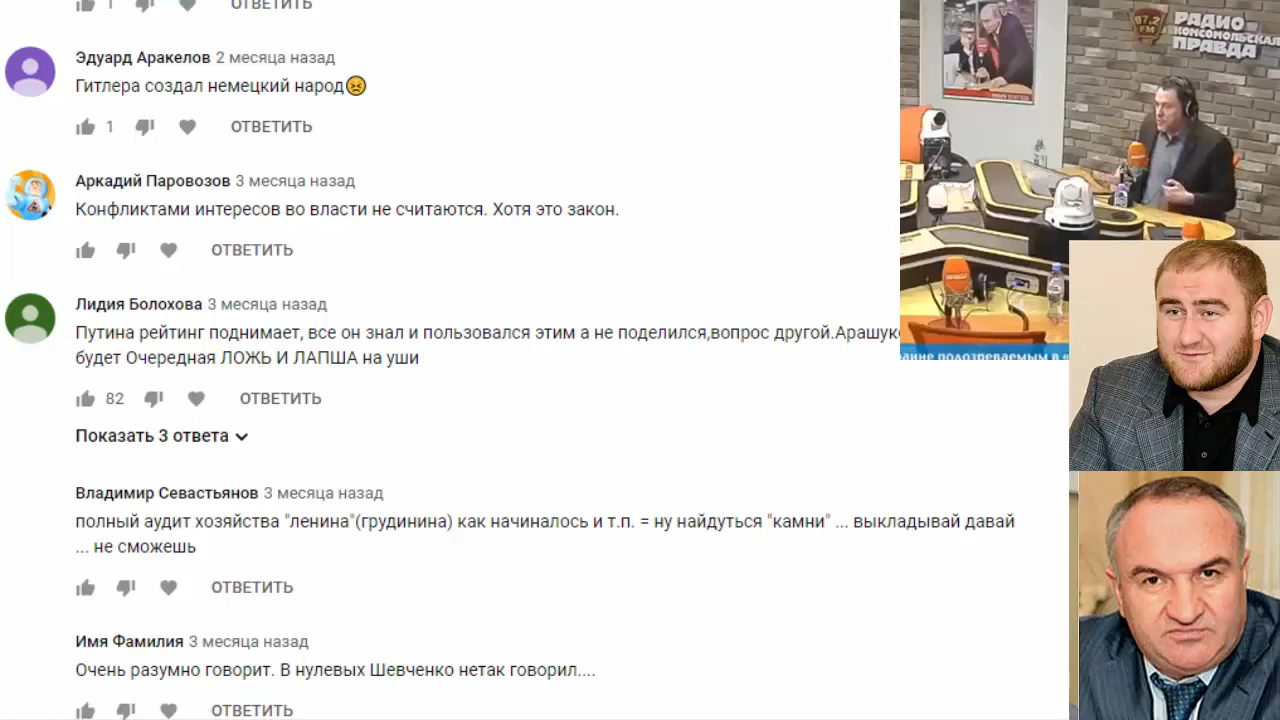 1 ОТВЕТИТЬ
Эдуард Аракелов 2 месяца назад
Гитлера создал немецкий народ😣
1 ОТВЕТИТЬ
Аркадий Паровозов 3 месяца назад
Конфликтами интересов во власти не считаются. Хотя это закон.
ОТВЕТИТЬ
Лидия Болохова 3 месяца назад
Путина рейтинг поднимает, все он знал и пользовался этим а не поделился,вопрос другой.Арашук
будет Очередная ЛОЖЬ И ЛАПША на уши
82 ОТВЕТИТЬ
Показать 3 ответа
Владимир Севастьянов 3 месяца назад
полный аудит хозяйства "ленина"(грудинина) как начиналось и т.п. = ну найдуться "камни" ... выкладывай давай
... не сможешь
ОТВЕТИТЬ
Имя Фамилия 3 месяца назад
Очень разумно говорит. В нулевых Шевченко нетак говорил....
ОТВЕТИТЬ
97,2
FM
РАДИО
КОМСОМОЛЬСКАЯ
ПРАВДА
подозреваемым в